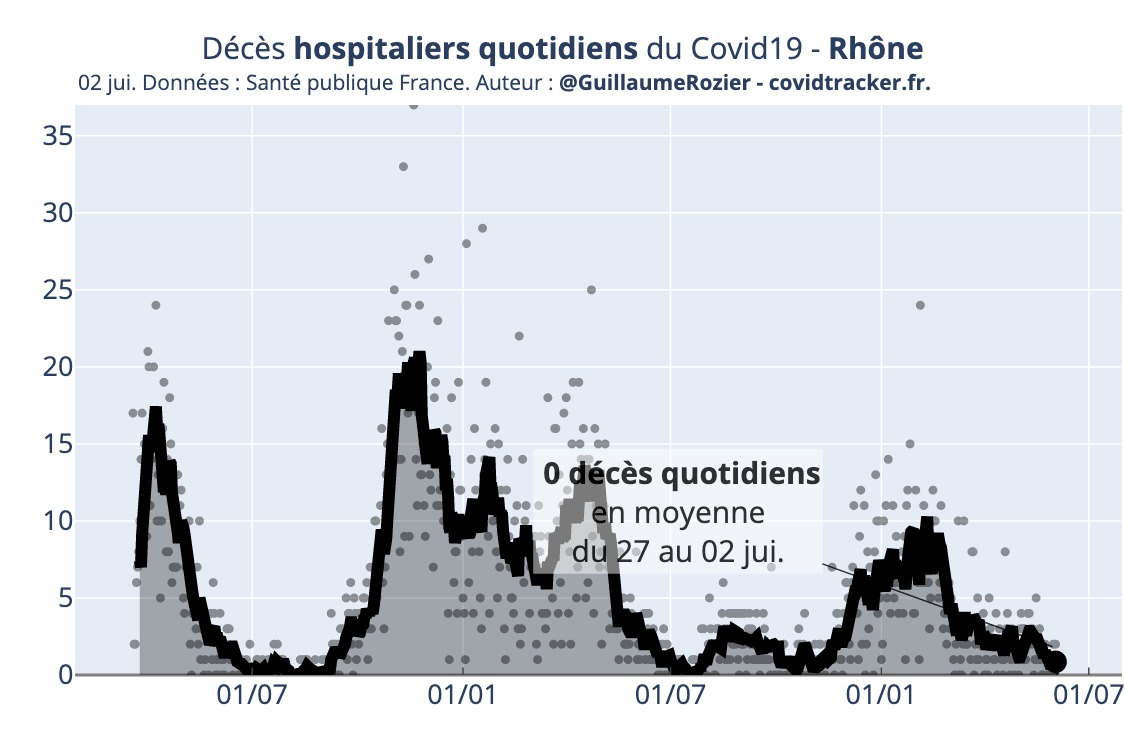 Décès hospitaliers quotidiens du Covid19 - Rhône
02 jui. Données : Santé publique France. Auteur : @GuillaumeRozier - covidtracker.fr.
35
30
25
20
15
10
5
0
0 décès quotidiens
en moyenne
du 27 au 02 jui.
01/07 01/01 01/07 01/01 01/07